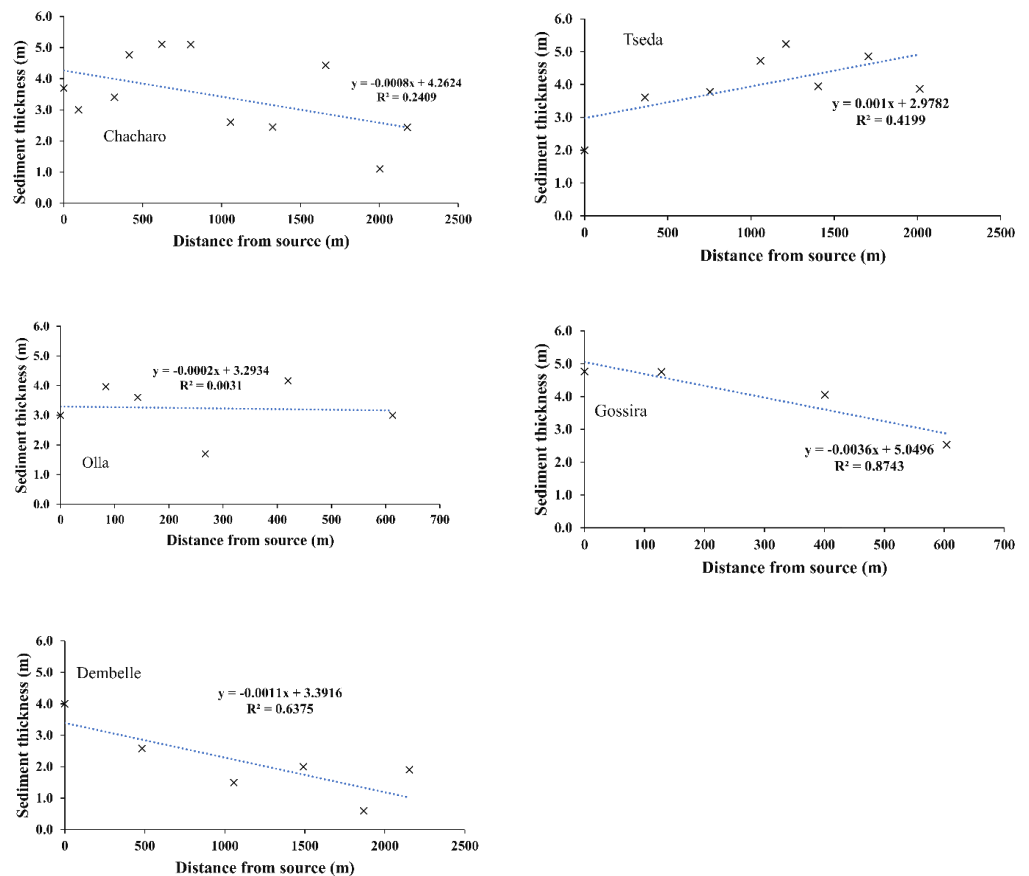 Sediment thickness (m)
6.0
5.0
4.0
3.0
2.0
1.0
0.0
y = -0.0008x + 4.2624
R² = 0.2409
Chacharo
0 500 1000 1500 2000 2500
Distance from source (m)
Sediment thickness (m)
6.0
5.0
4.0
3.0
2.0
1.0
0.0
Tseda
y = 0.001x + 2.9782
R² = 0.4199
0 500 1000 1500 2000 2500
Distance from source (m)
Sediment thickness (m)
6.0
5.0
4.0
3.0
2.0
1.0
0.0
y = -0.0002x + 3.2934
R² = 0.0031
Olla
0 100 200 300 400 500 600 700
Distance from source (m)
Sediment thickness (m)
6.0
5.0
4.0
3.0
2.0
1.0
0.0
Gossira
y = -0.0036x + 5.0496
R² = 0.8743
0 100 200 300 400 500 600 700
Distance from source (m)
Sediment thickness (m)
6.0
5.0
4.0
3.0
2.0
1.0
0.0
Dembelle
y = -0.0011x + 3.3916
R² = 0.6375
0 500 1000 1500 2000 2500
Distance from source (m)